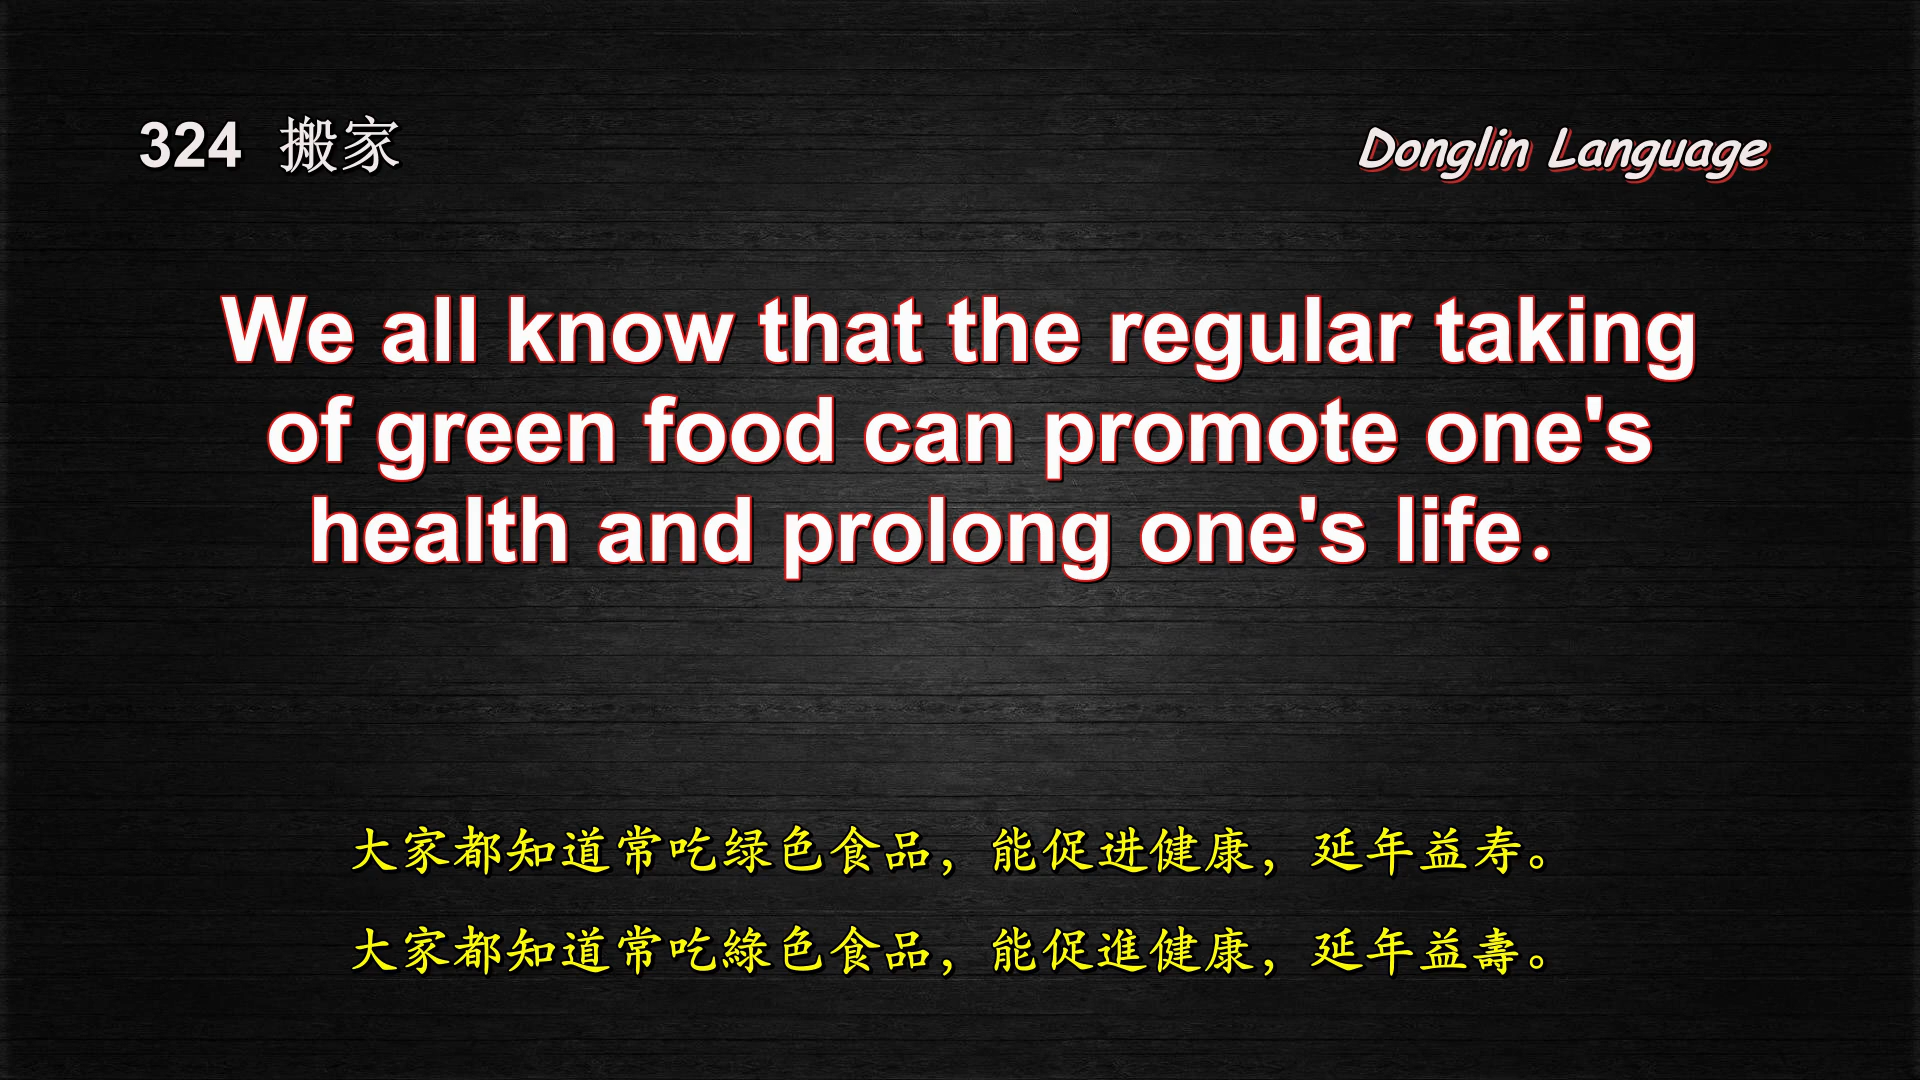 324 搬家
Donglin Language
We all know that the regular taking
of green food can promote one's
health and prolong one's life.
大家都知道常吃绿色食品，能促进健康，延年益寿。
大家都知道常吃綠色食品，能促進健康，延年益壽。